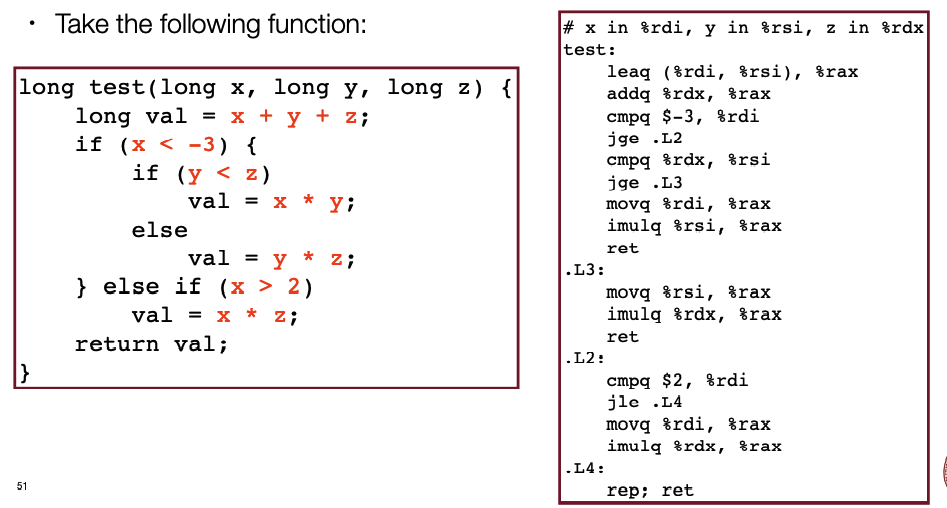 • Take the following function:
long test(long x, long y, long z) {
    long val = x + y + z;
    if (x < -3) {
        if (y < z)
            val = x * y;
        else
            val = y * z;
    } else if (x > 2)
        val = x * z;
    return val;
}
# x in %rdi, y in %rsi, z in %rdx
test:
    leaq (%rdi, %rsi), %rax
    addq %rdx, %rax
    cmpq $-3, %rdi
    jge .L2
    cmpq %rdx, %rsi
    jge .L3
    movq %rdi, %rax
    imulq %rsi, %rax
    ret
.L3:
    movq %rsi, %rax
    imulq %rdx, %rax
    ret
.L2:
    cmpq $2, %rdi
    jle .L4
    movq %rdi, %rax
    imulq %rdx, %rax
.L4:
    rep; ret
51